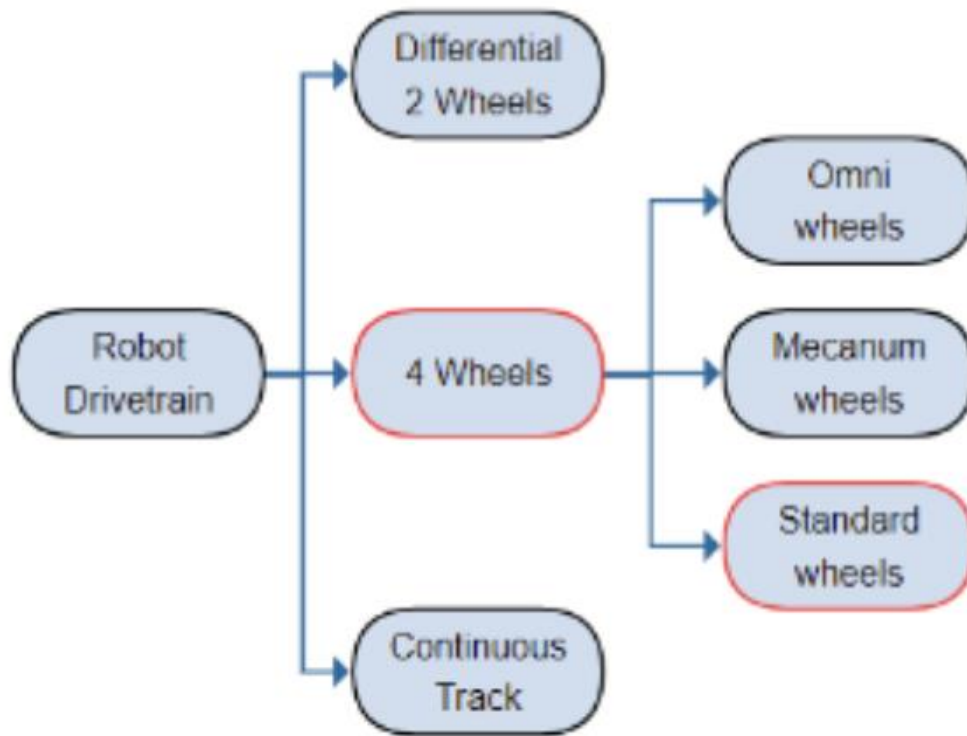 Differential
2 Wheels
Omni
wheels
Robot
Drivetrain
4 Wheels
Mecanum
wheels
Standard
wheels
Continuous
Track